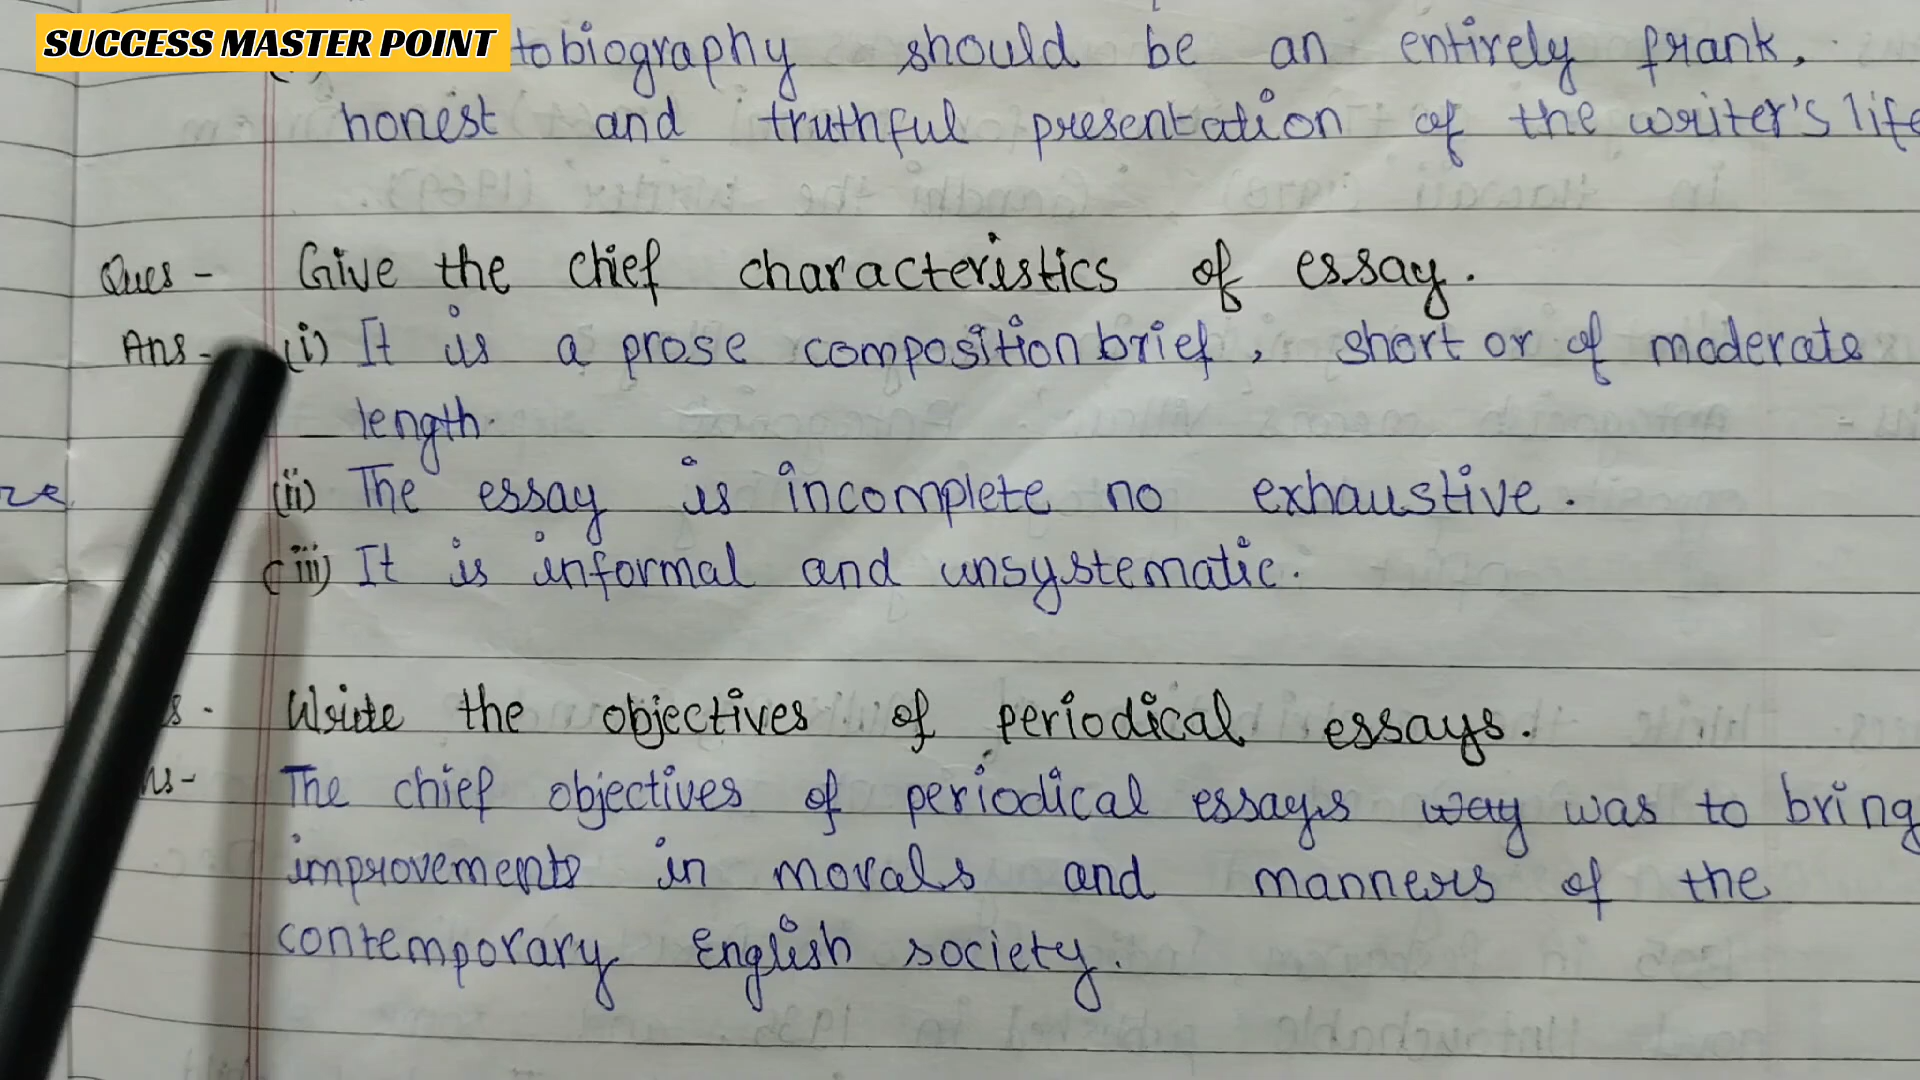 SUCCESS MASTER POINT
tobiography should be an entirely frank,
honest and truthful presentation of the writer's life
Ques - Give the chief characteristics of essay.
Ans - (i) It is a prose composition brief, short or of moderate
length.
(ii) The essay is incomplete no exhaustive.
(iii) It is informal and unsystematic.
s. Write the objectives of periodical essays.
ns- The chief objectives of periodical essays way was to bring
improvements in morals and manners of the
contemporary English society.